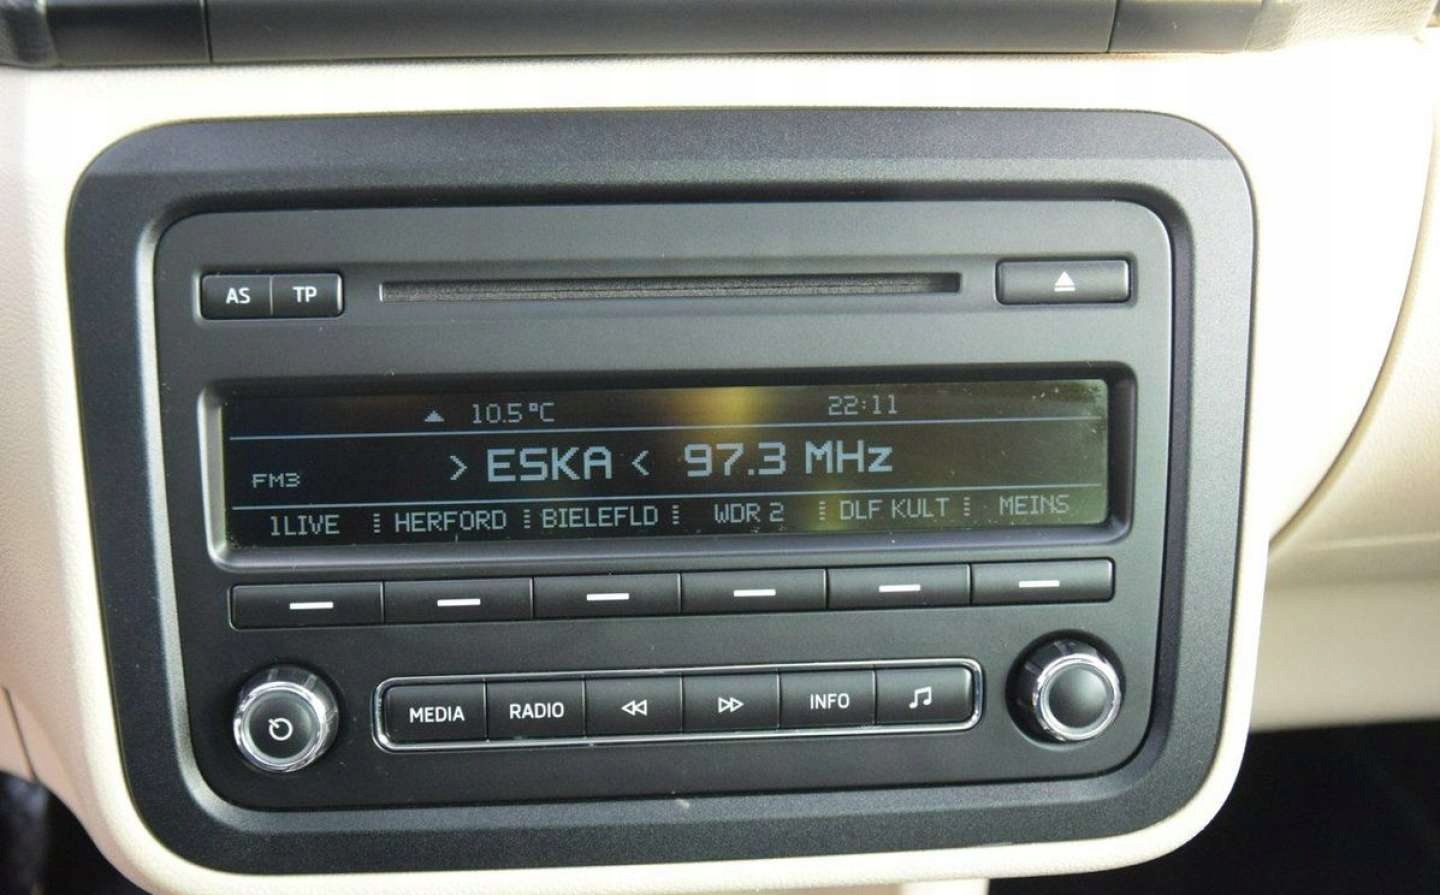 AS TP
10.5°C 22:11
FM3 > ESKA < 97.3 MHz
1LIVE HERFORD BIELEFLD WDR 2 DLF KULT MEINS
MEDIA RADIO INFO